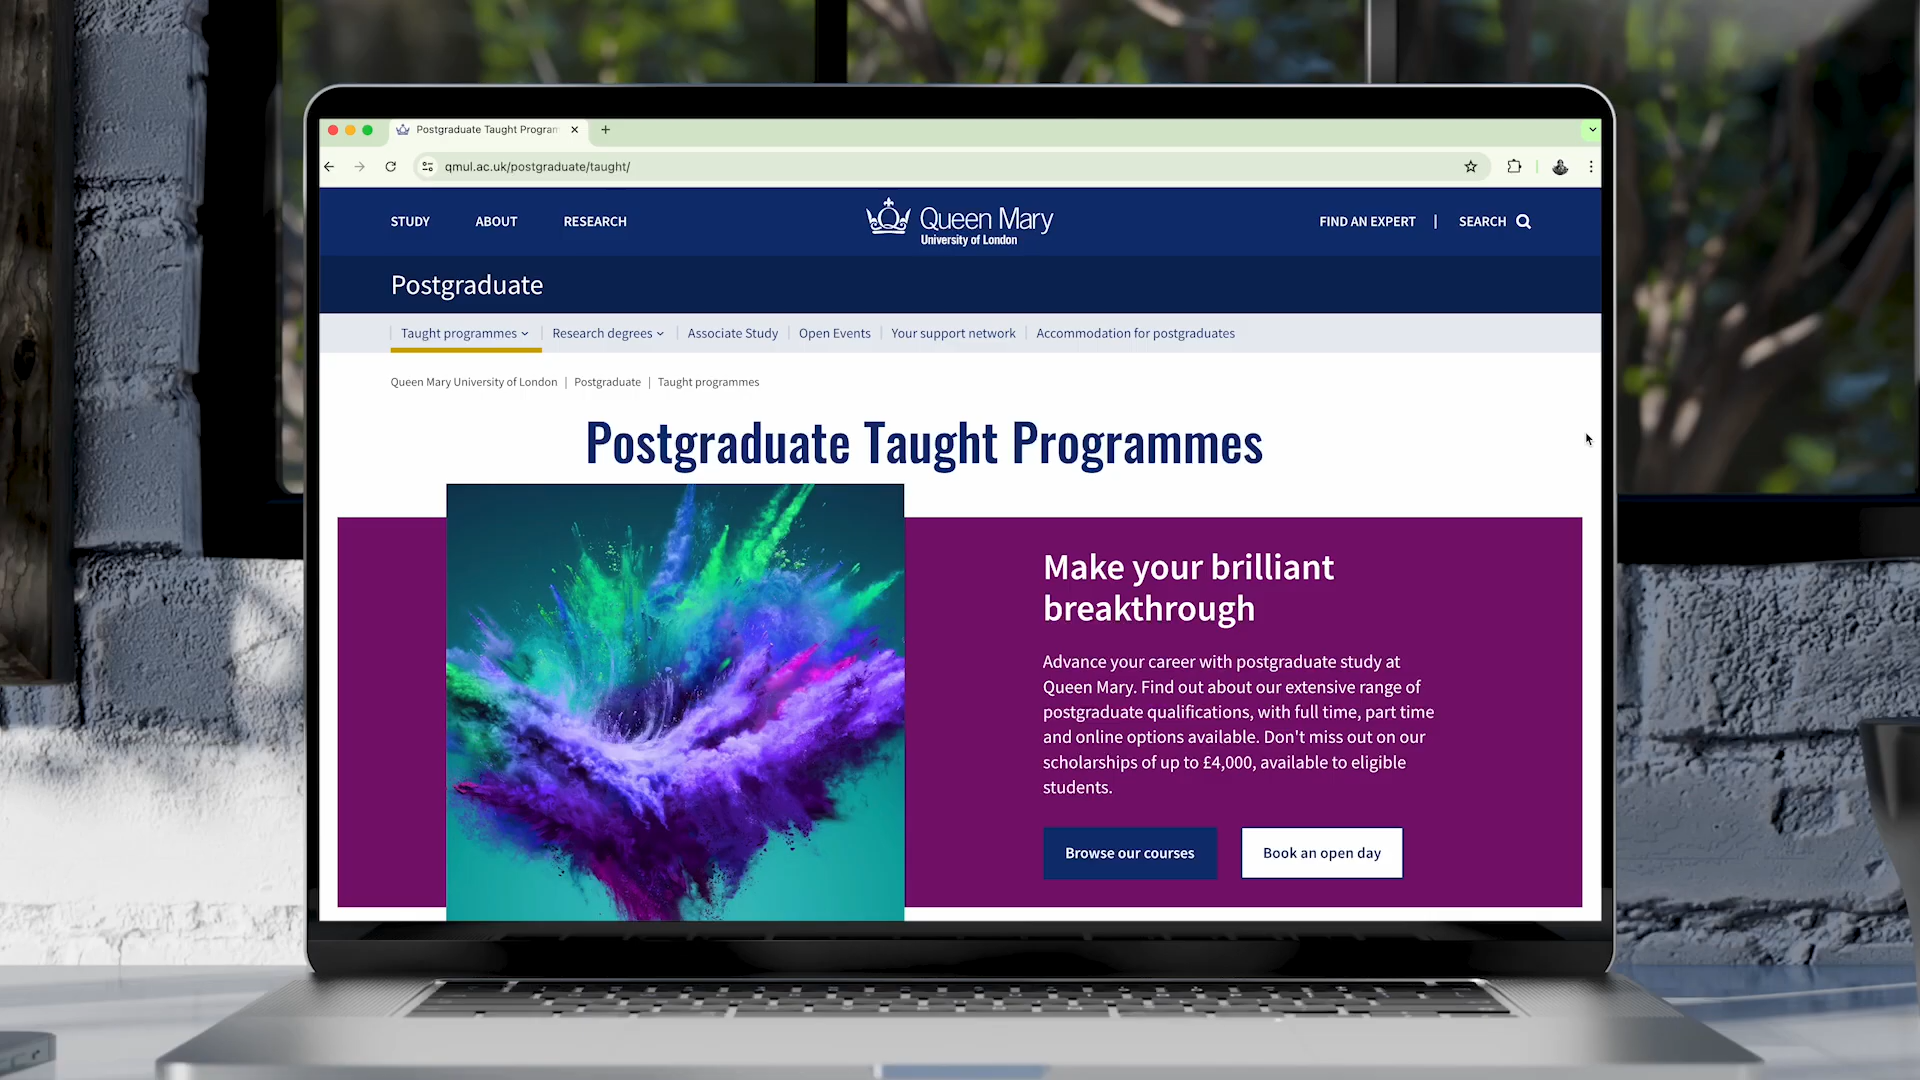 Postgraduate Taught Program
qmul.ac.uk/postgraduate/taught/
STUDY ABOUT RESEARCH
Queen Mary
University of London
FIND AN EXPERT | SEARCH
Postgraduate
Taught programmes | Research degrees | Associate Study | Open Events | Your support network | Accommodation for postgraduates
Queen Mary University of London | Postgraduate | Taught programmes
Postgraduate Taught Programmes
Make your brilliant
breakthrough
Advance your career with postgraduate study at
Queen Mary. Find out about our extensive range of
postgraduate qualifications, with full time, part time
and online options available. Don't miss out on our
scholarships of up to £4,000, available to eligible
students.
Browse our courses
Book an open day